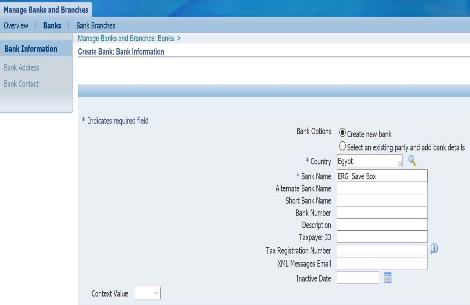 Manage Banks and Branches
Overview | Banks | Bank Branches
Bank Information
Bank Address
Bank Contact
Manage Banks and Branches: Banks >
Create Bank: Bank Information
* Indicates required field
Bank Options Create new bank
Select an existing party and add bank details
* Country Egypt
* Bank Name ERG Save Box
Alternate Bank Name
Short Bank Name
Bank Number
Description
Taxpayer ID
Tax Registration Number
XML Messages Email
Inactive Date
Context Value